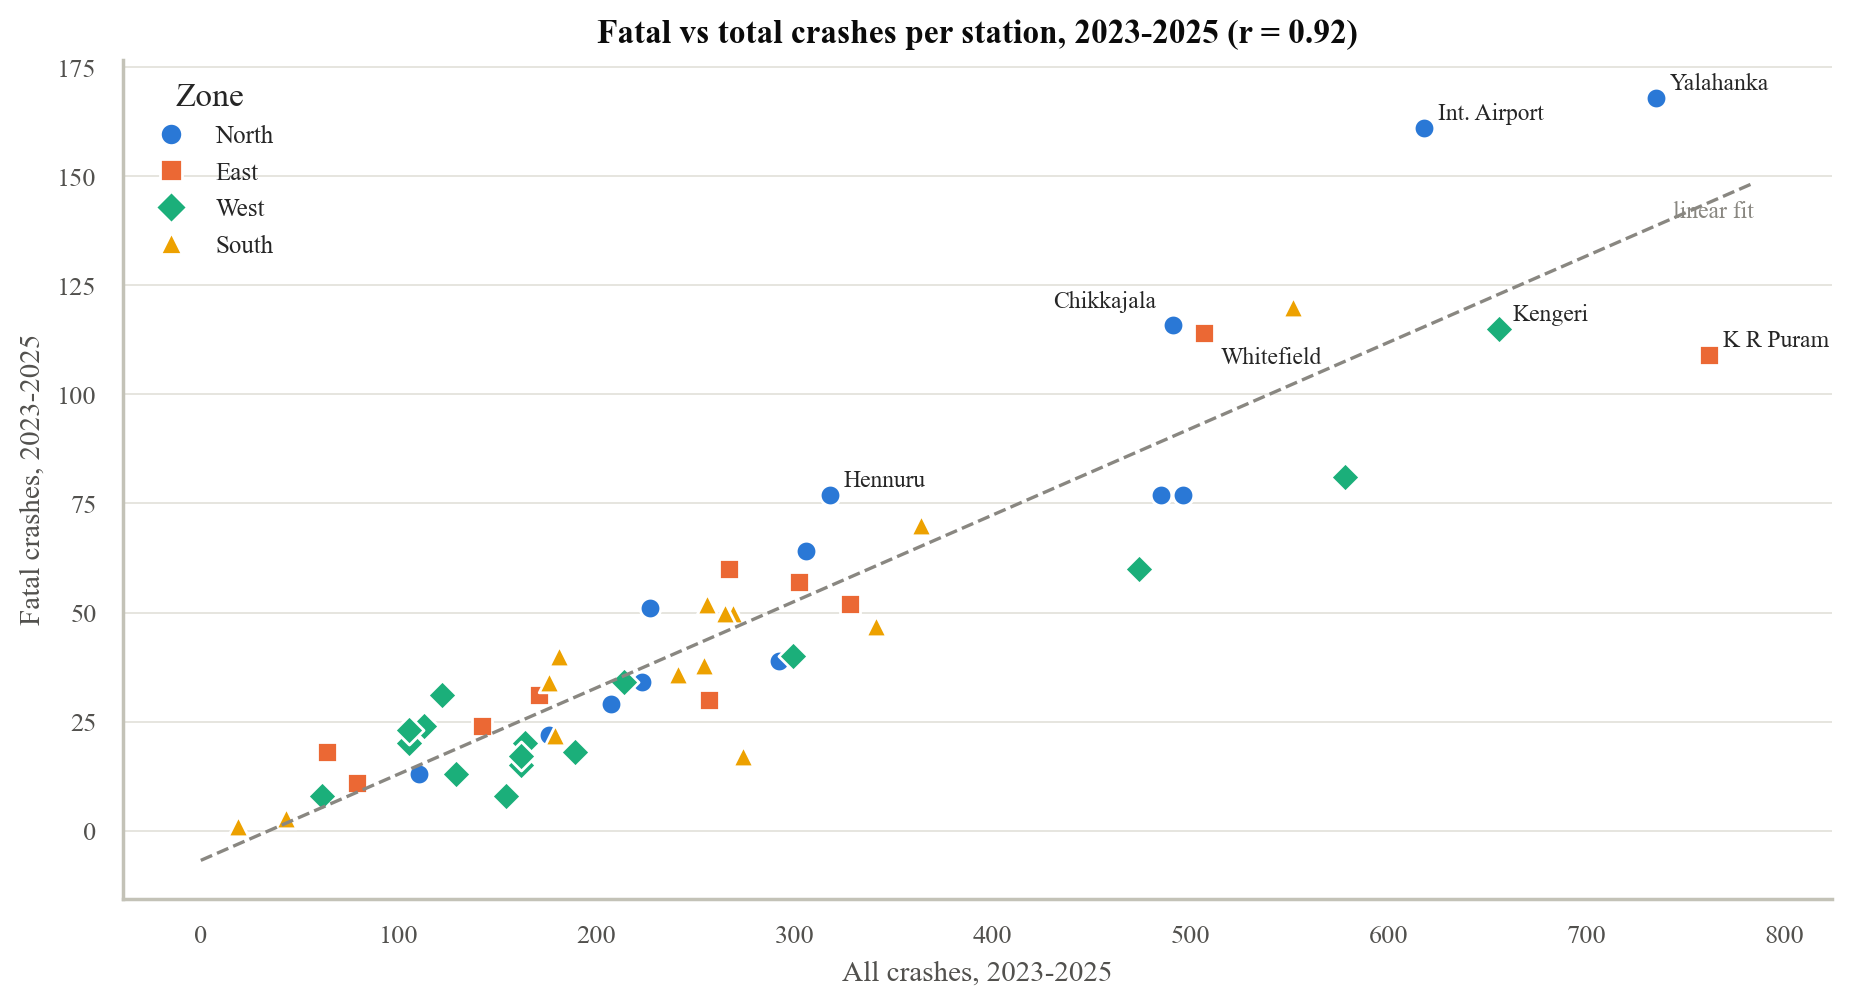 Fatal vs total crashes per station, 2023-2025 (r = 0.92)
175
150
125
100
75
50
25
0
Fatal crashes, 2023-2025
Zone
North
East
West
South
Yalahanka
Int. Airport
linear fit
Chikkajala
Kengeri
K R Puram
Whitefield
Hennuru
0 100 200 300 400 500 600 700 800
All crashes, 2023-2025